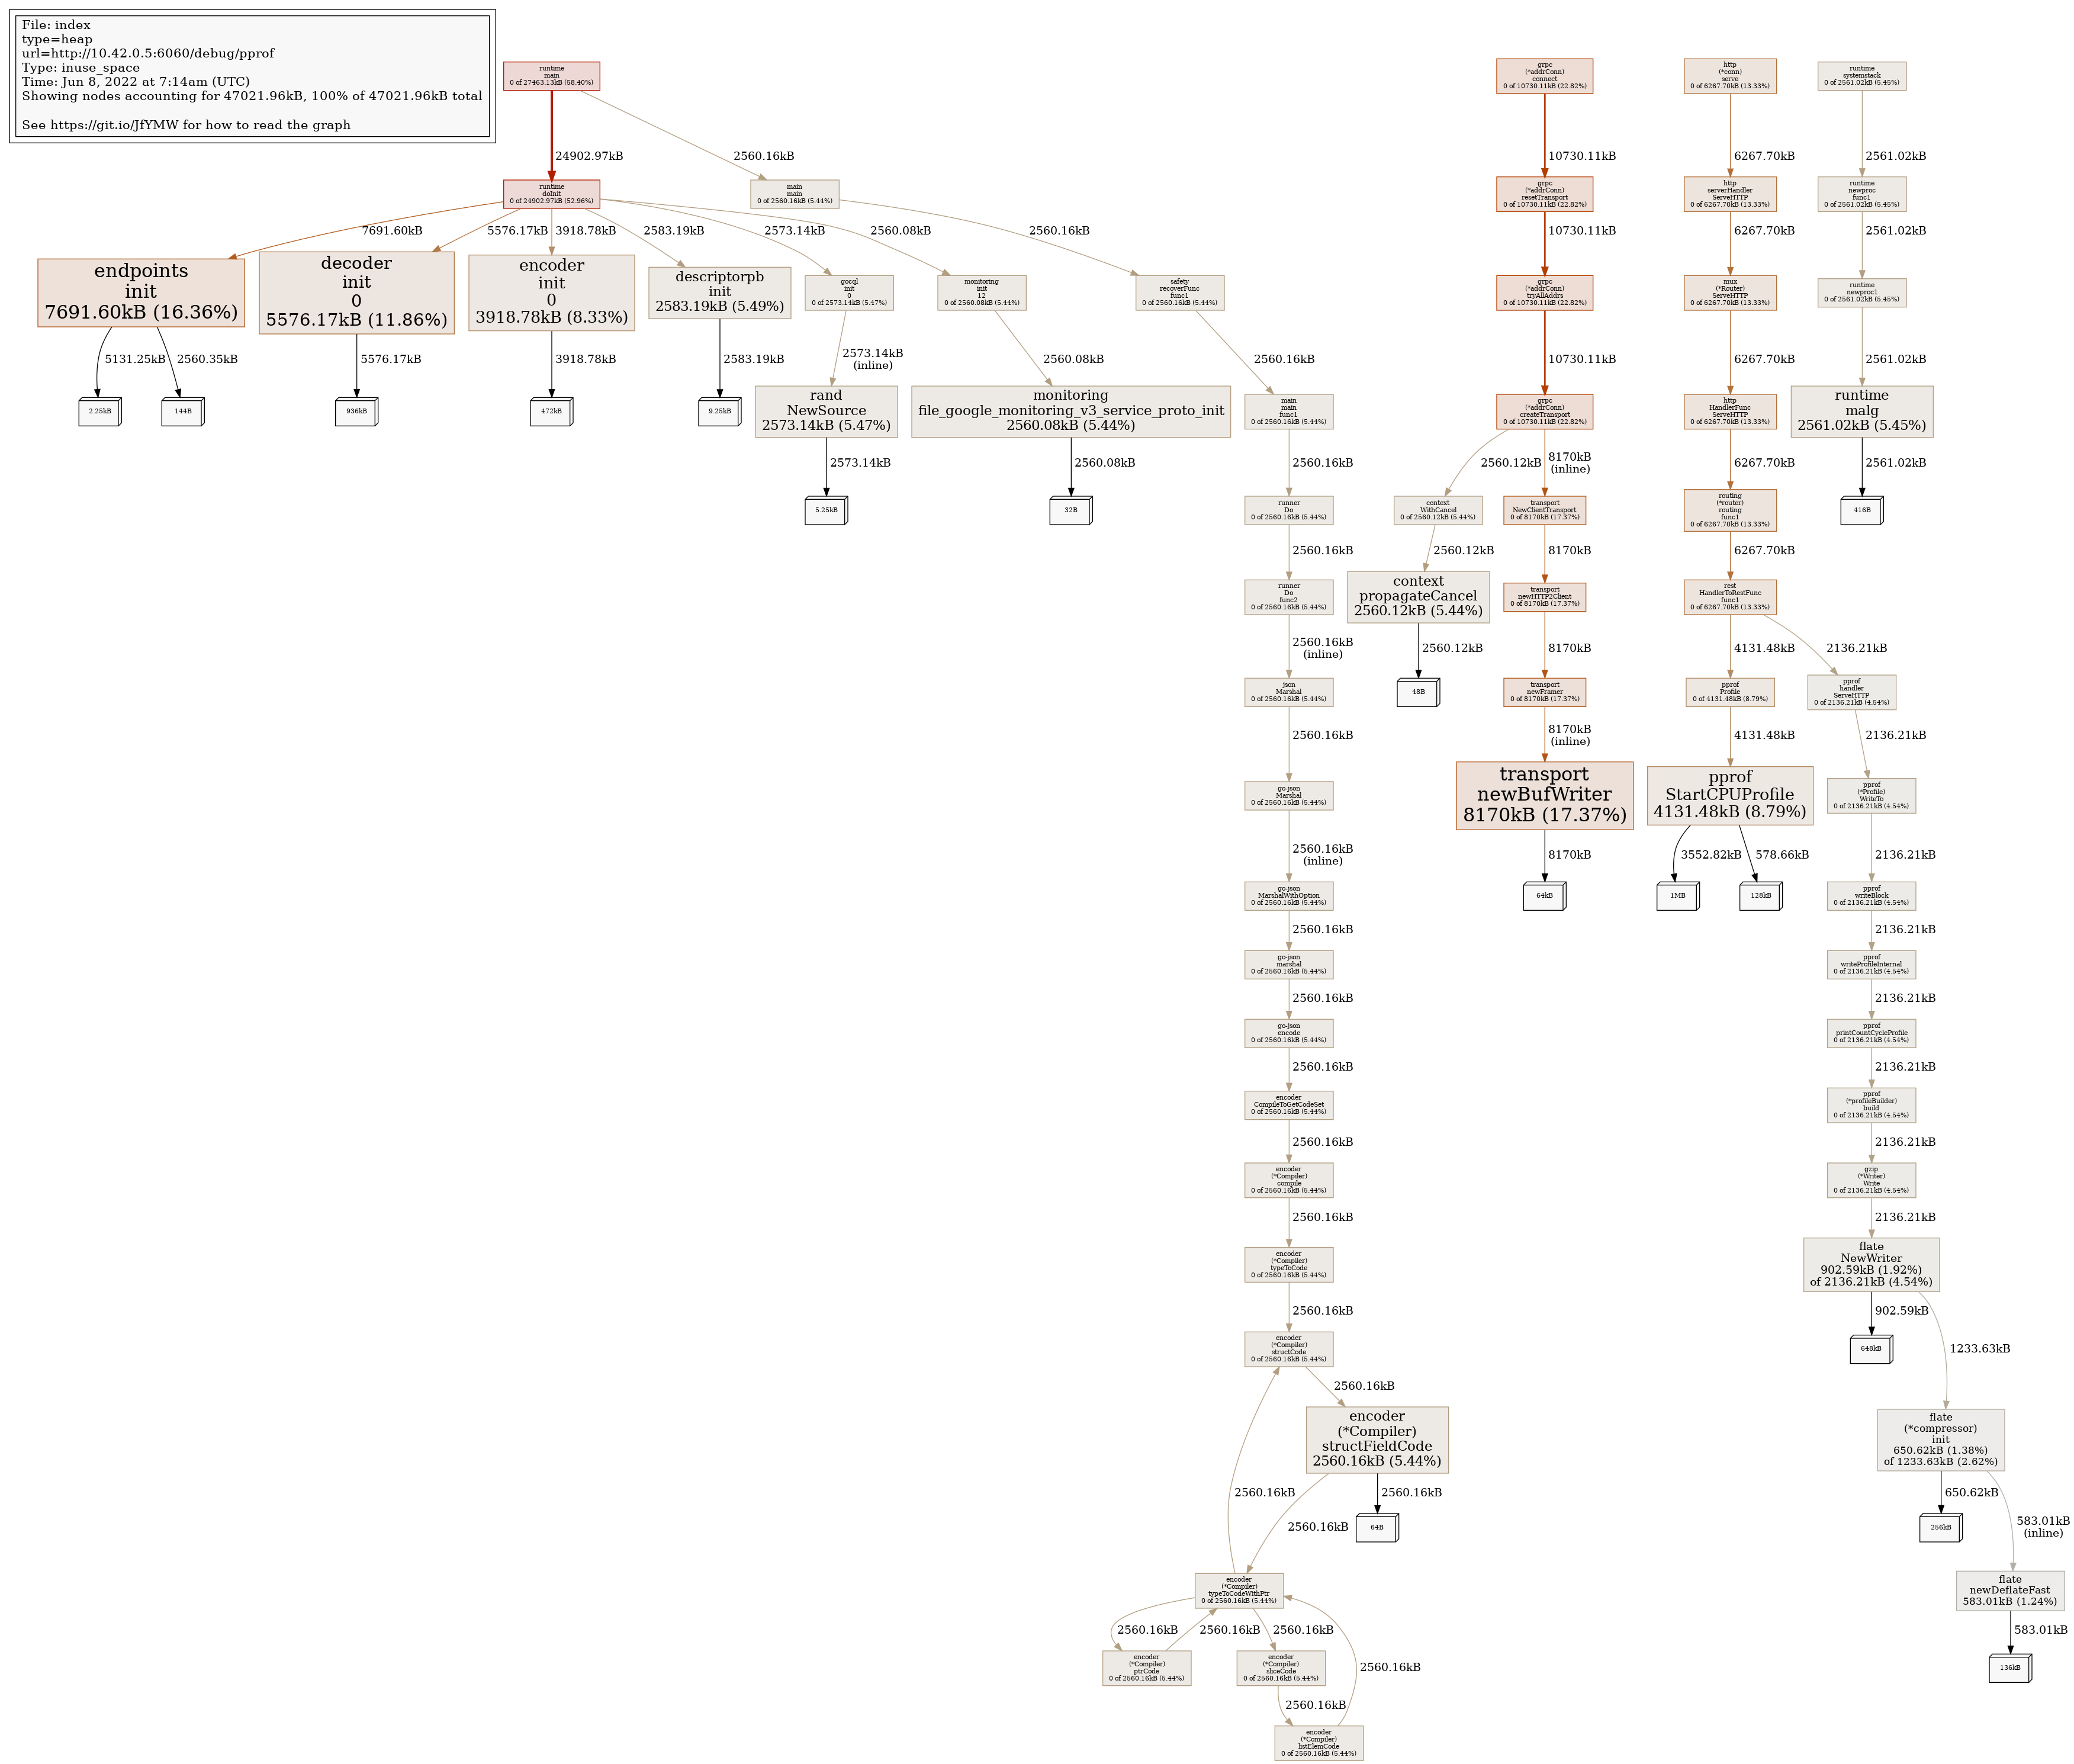 File: index
type=heap
url=http://10.42.0.5:6060/debug/pprof
Type: inuse_space
Time: Jun 8, 2022 at 7:14am (UTC)
Showing nodes accounting for 47021.96kB, 100% of 47021.96kB total
See https://git.io/JfYMW for how to read the graph
runtime
main
0 of 27463.13kB (58.40%)
24902.97kB
2560.16kB
runtime
doInit
0 of 24902.97kB (52.96%)
main
main
0 of 2560.16kB (5.44%)
7691.60kB
5576.17kB
3918.78kB
2583.19kB
2573.14kB
2560.08kB
2560.16kB
endpoints
init
7691.60kB (16.36%)
decoder
init
0
5576.17kB (11.86%)
encoder
init
0
3918.78kB (8.33%)
descriptorpb
init
2583.19kB (5.49%)
gocql
init
0
0 of 2573.14kB (5.47%)
monitoring
init
12
0 of 2560.08kB (5.44%)
safety
recoverFunc
func1
0 of 2560.16kB (5.44%)
5131.25kB
2560.35kB
5576.17kB
3918.78kB
2583.19kB
2573.14kB
(inline)
2560.08kB
2560.16kB
2.25kB
144B
936kB
472kB
9.25kB
rand
NewSource
2573.14kB (5.47%)
monitoring
file_google_monitoring_v3_service_proto_init
2560.08kB (5.44%)
main
main
func1
0 of 2560.16kB (5.44%)
2573.14kB
2560.08kB
2560.16kB
5.25kB
32B
runner
Do
0 of 2560.16kB (5.44%)
2560.16kB
runner
Do
func2
0 of 2560.16kB (5.44%)
2560.16kB
(inline)
json
Marshal
0 of 2560.16kB (5.44%)
2560.16kB
go-json
Marshal
0 of 2560.16kB (5.44%)
2560.16kB
(inline)
go-json
MarshalWithOption
0 of 2560.16kB (5.44%)
2560.16kB
go-json
marshal
0 of 2560.16kB (5.44%)
2560.16kB
go-json
encode
0 of 2560.16kB (5.44%)
2560.16kB
encoder
CompileToGetCodeSet
0 of 2560.16kB (5.44%)
2560.16kB
encoder
(*Compiler)
compile
0 of 2560.16kB (5.44%)
2560.16kB
encoder
(*Compiler)
typeToCode
0 of 2560.16kB (5.44%)
2560.16kB
encoder
(*Compiler)
structCode
0 of 2560.16kB (5.44%)
2560.16kB
encoder
(*Compiler)
structFieldCode
2560.16kB (5.44%)
2560.16kB
2560.16kB
2560.16kB
64B
encoder
(*Compiler)
typeToCodeWithPtr
0 of 2560.16kB (5.44%)
2560.16kB
2560.16kB
2560.16kB
encoder
(*Compiler)
ptrCode
0 of 2560.16kB (5.44%)
encoder
(*Compiler)
sliceCode
0 of 2560.16kB (5.44%)
2560.16kB
2560.16kB
encoder
(*Compiler)
listElemCode
0 of 2560.16kB (5.44%)
grpc
(*addrConn)
connect
0 of 10730.11kB (22.82%)
10730.11kB
grpc
(*addrConn)
resetTransport
0 of 10730.11kB (22.82%)
10730.11kB
grpc
(*addrConn)
tryAllAddrs
0 of 10730.11kB (22.82%)
10730.11kB
grpc
(*addrConn)
createTransport
0 of 10730.11kB (22.82%)
2560.12kB
8170kB
(inline)
context
WithCancel
0 of 2560.12kB (5.44%)
transport
NewClientTransport
0 of 8170kB (17.37%)
2560.12kB
8170kB
context
propagateCancel
2560.12kB (5.44%)
transport
newHTTP2Client
0 of 8170kB (17.37%)
2560.12kB
8170kB
48B
transport
newFramer
0 of 8170kB (17.37%)
8170kB
(inline)
transport
newBufWriter
8170kB (17.37%)
8170kB
64kB
http
(*conn)
serve
0 of 6267.70kB (13.33%)
6267.70kB
http
serverHandler
ServeHTTP
0 of 6267.70kB (13.33%)
6267.70kB
mux
(*Router)
ServeHTTP
0 of 6267.70kB (13.33%)
6267.70kB
http
HandlerFunc
ServeHTTP
0 of 6267.70kB (13.33%)
6267.70kB
routing
(*router)
routing
func1
0 of 6267.70kB (13.33%)
6267.70kB
rest
HandlerToRestFunc
func1
0 of 6267.70kB (13.33%)
4131.48kB
2136.21kB
pprof
Profile
0 of 4131.48kB (8.79%)
pprof
handler
ServeHTTP
0 of 2136.21kB (4.54%)
4131.48kB
2136.21kB
pprof
StartCPUProfile
4131.48kB (8.79%)
pprof
(*Profile)
WriteTo
0 of 2136.21kB (4.54%)
3552.82kB
578.66kB
2136.21kB
1MB
128kB
pprof
writeBlock
0 of 2136.21kB (4.54%)
2136.21kB
pprof
writeProfileInternal
0 of 2136.21kB (4.54%)
2136.21kB
pprof
printCountCycleProfile
0 of 2136.21kB (4.54%)
2136.21kB
pprof
(*profileBuilder)
build
0 of 2136.21kB (4.54%)
2136.21kB
gzip
(*Writer)
Write
0 of 2136.21kB (4.54%)
2136.21kB
flate
NewWriter
902.59kB (1.92%)
of 2136.21kB (4.54%)
902.59kB
1233.63kB
648kB
flate
(*compressor)
init
650.62kB (1.38%)
of 1233.63kB (2.62%)
650.62kB
583.01kB
(inline)
256kB
flate
newDeflateFast
583.01kB (1.24%)
583.01kB
136kB
runtime
systemstack
0 of 2561.02kB (5.45%)
2561.02kB
runtime
newproc
func1
0 of 2561.02kB (5.45%)
2561.02kB
runtime
newproc1
0 of 2561.02kB (5.45%)
2561.02kB
runtime
malg
2561.02kB (5.45%)
2561.02kB
416B